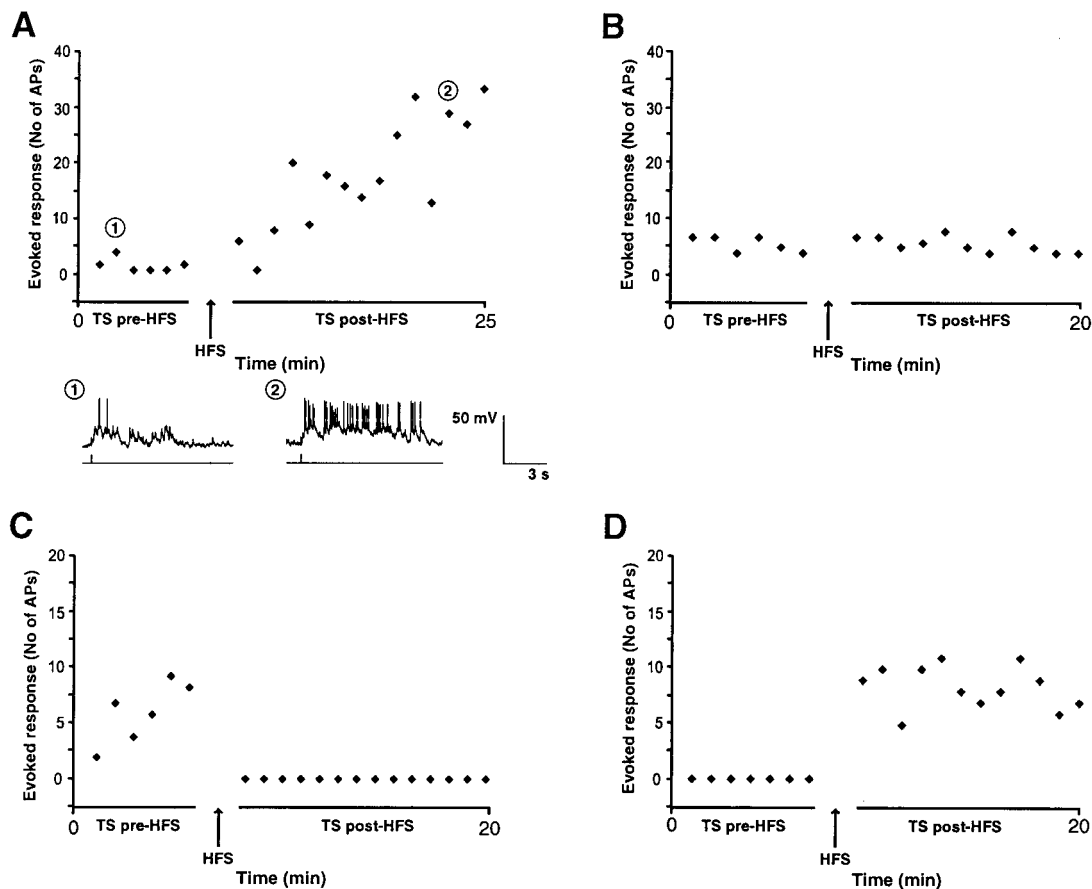 A
Evoked response (No of APs)
40
30
20
10
0
①
②
0
TS pre-HFS
TS post-HFS
25
HFS
Time (min)
①
②
50 mV
3 s
B
Evoked response (No of APs)
40
30
20
10
0
0
TS pre-HFS
TS post-HFS
20
HFS
Time (min)
C
Evoked response (No of APs)
20
15
10
5
0
0
TS pre-HFS
TS post-HFS
20
HFS
Time (min)
D
Evoked response (No of APs)
20
15
10
5
0
0
TS pre-HFS
TS post-HFS
20
HFS
Time (min)